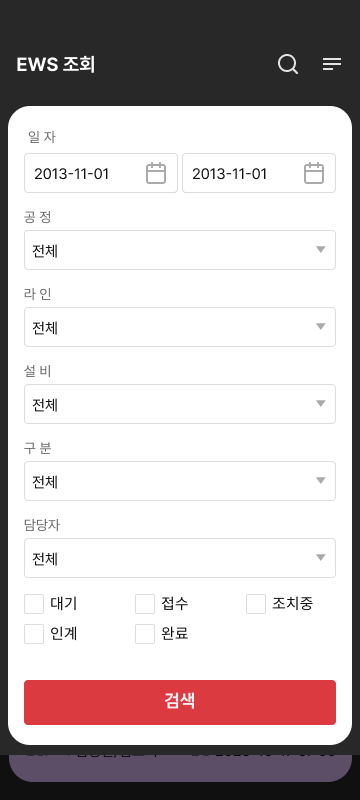 EWS 조회
일 자
2013-11-01 2013-11-01
공 정
전체
라 인
전체
설 비
전체
구 분
전체
담당자
전체
대기 접수 조치중
인계 완료
검색